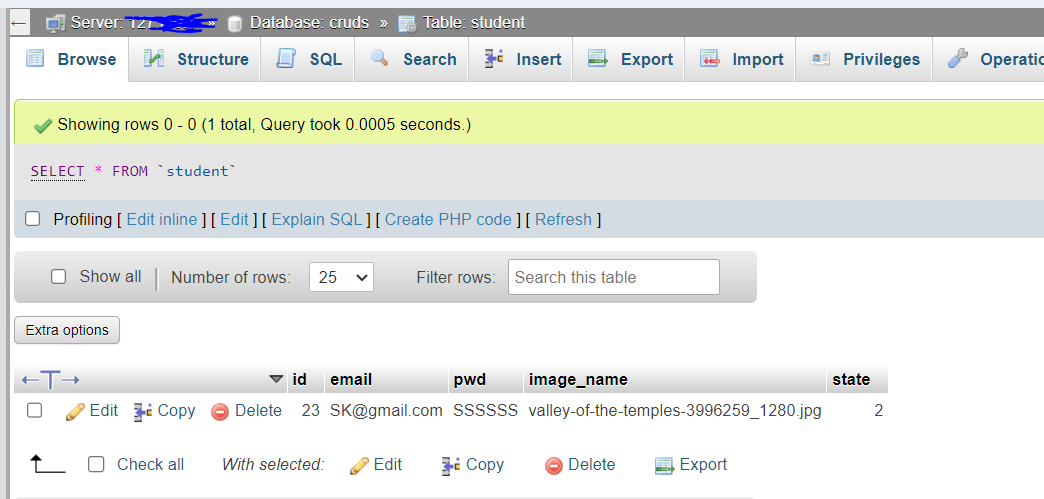 Server: » Database: cruds » Table: student
Browse Structure SQL Search Insert Export Import Privileges Operatio
Showing rows 0 - 0 (1 total, Query took 0.0005 seconds.)
SELECT * FROM `student`
Profiling [ Edit inline ] [ Edit ] [ Explain SQL ] [ Create PHP code ] [ Refresh ]
Show all Number of rows: 25 Filter rows: Search this table
Extra options
id email pwd image_name state
Edit Copy Delete 23 SK@gmail.com SSSSSS valley-of-the-temples-3996259_1280.jpg 2
Check all With selected: Edit Copy Delete Export